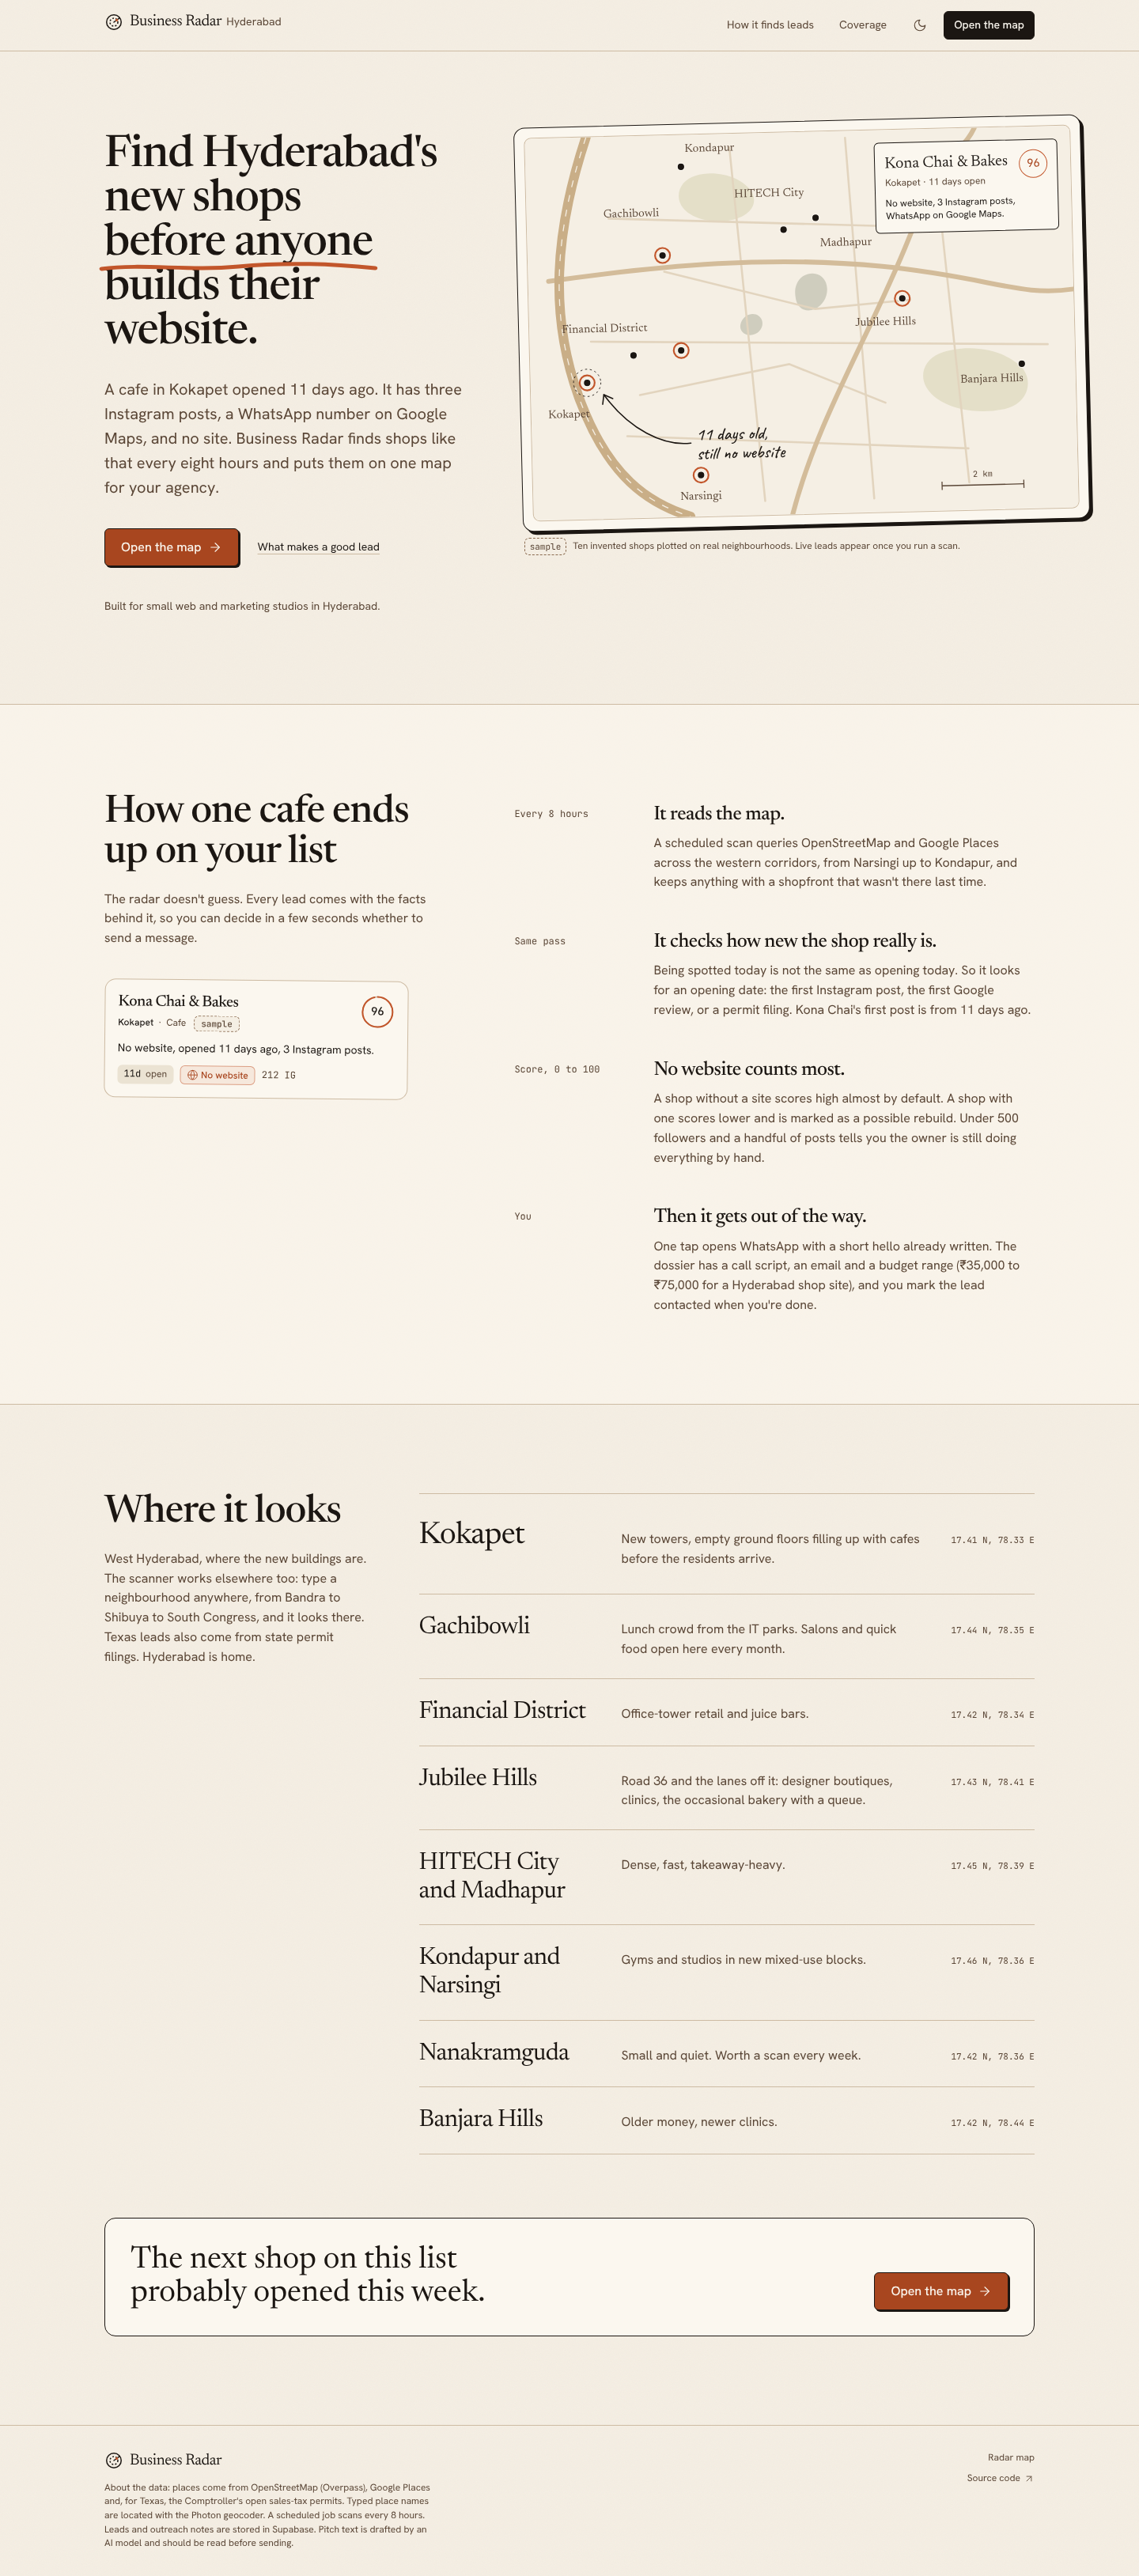 Business Radar Hyderabad
How it finds leads
Coverage
Open the map
Find Hyderabad's
new shops
before anyone
builds their
website.
A cafe in Kokapet opened 11 days ago. It has three
Instagram posts, a WhatsApp number on Google
Maps, and no site. Business Radar finds shops like
that every eight hours and puts them on one map
for your agency.
Open the map
What makes a good lead
Built for small web and marketing studios in Hyderabad.
Kondapur
HITECH City
Gachibowli
Madhapur
Kona Chai & Bakes
96
Kokapet · 11 days open
No website, 3 Instagram posts,
WhatsApp on Google Maps.
Jubilee Hills
Financial District
Banjara Hills
Kokapet
11 days old,
still no website
2 km
Narsingi
sample
Ten invented shops plotted on real neighbourhoods. Live leads appear once you run a scan.
How one cafe ends
up on your list
The radar doesn't guess. Every lead comes with the facts
behind it, so you can decide in a few seconds whether to
send a message.
Kona Chai & Bakes
96
Kokapet · Cafe sample
No website, opened 11 days ago, 3 Instagram posts.
11d open
No website
212 IG
Every 8 hours
It reads the map.
A scheduled scan queries OpenStreetMap and Google Places
across the western corridors, from Narsingi up to Kondapur, and
keeps anything with a shopfront that wasn't there last time.
Same pass
It checks how new the shop really is.
Being spotted today is not the same as opening today. So it looks
for an opening date: the first Instagram post, the first Google
review, or a permit filing. Kona Chai's first post is from 11 days ago.
Score, 0 to 100
No website counts most.
A shop without a site scores high almost by default. A shop with
one scores lower and is marked as a possible rebuild. Under 500
followers and a handful of posts tells you the owner is still doing
everything by hand.
You
Then it gets out of the way.
One tap opens WhatsApp with a short hello already written. The
dossier has a call script, an email and a budget range (₹35,000 to
₹75,000 for a Hyderabad shop site), and you mark the lead
contacted when you're done.
Where it looks
West Hyderabad, where the new buildings are.
The scanner works elsewhere too: type a
neighbourhood anywhere, from Bandra to
Shibuya to South Congress, and it looks there.
Texas leads also come from state permit
filings. Hyderabad is home.
Kokapet
New towers, empty ground floors filling up with cafes
before the residents arrive.
17.41 N, 78.33 E
Gachibowli
Lunch crowd from the IT parks. Salons and quick
food open here every month.
17.44 N, 78.35 E
Financial District
Office-tower retail and juice bars.
17.42 N, 78.34 E
Jubilee Hills
Road 36 and the lanes off it: designer boutiques,
clinics, the occasional bakery with a queue.
17.43 N, 78.41 E
HITECH City
and Madhapur
Dense, fast, takeaway-heavy.
17.45 N, 78.39 E
Kondapur and
Narsingi
Gyms and studios in new mixed-use blocks.
17.46 N, 78.36 E
Nanakramguda
Small and quiet. Worth a scan every week.
17.42 N, 78.36 E
Banjara Hills
Older money, newer clinics.
17.42 N, 78.44 E
The next shop on this list
probably opened this week.
Open the map
Business Radar
About the data: places come from OpenStreetMap (Overpass), Google Places
and, for Texas, the Comptroller's open sales-tax permits. Typed place names
are located with the Photon geocoder. A scheduled job scans every 8 hours.
Leads and outreach notes are stored in Supabase. Pitch text is drafted by an
AI model and should be read before sending.
Radar map
Source code